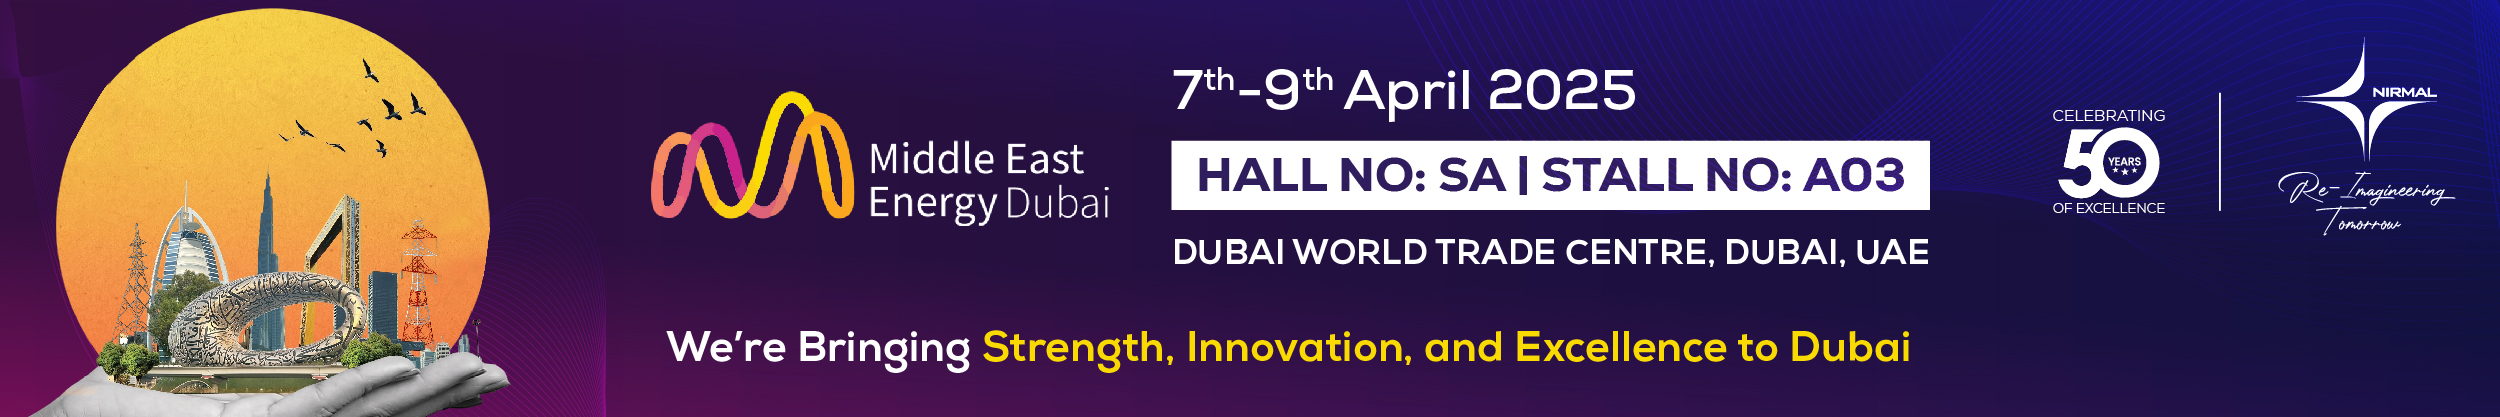 Middle East
Energy Dubai
7th-9th April 2025
HALL NO: SA | STALL NO: A03
DUBAI WORLD TRADE CENTRE, DUBAI, UAE
We're Bringing Strength, Innovation, and Excellence to Dubai
CELEBRATING
50
YEARS
OF EXCELLENCE
NIRMAL
Re-Imagineering
Tomorrow